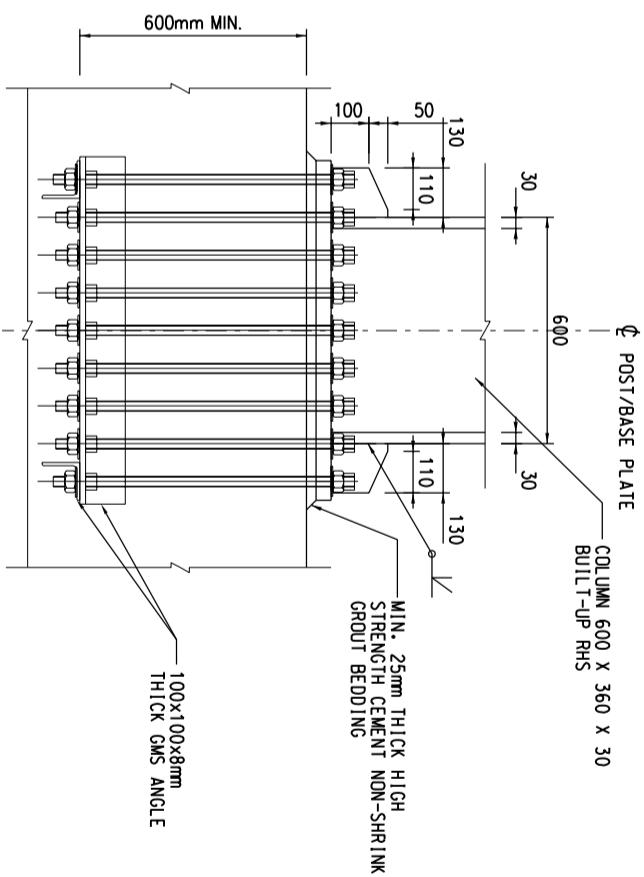 600mm MIN.
100
50
130
110
30
600
℄ POST/BASE PLATE
110
30
130
COLUMN 600 X 360 X 30
BUILT-UP RHS
MIN. 25mm THICK HIGH
STRENGTH CEMENT NON-SHRINK
GROUT BEDDING
100x100x8mm
THICK GMS ANGLE